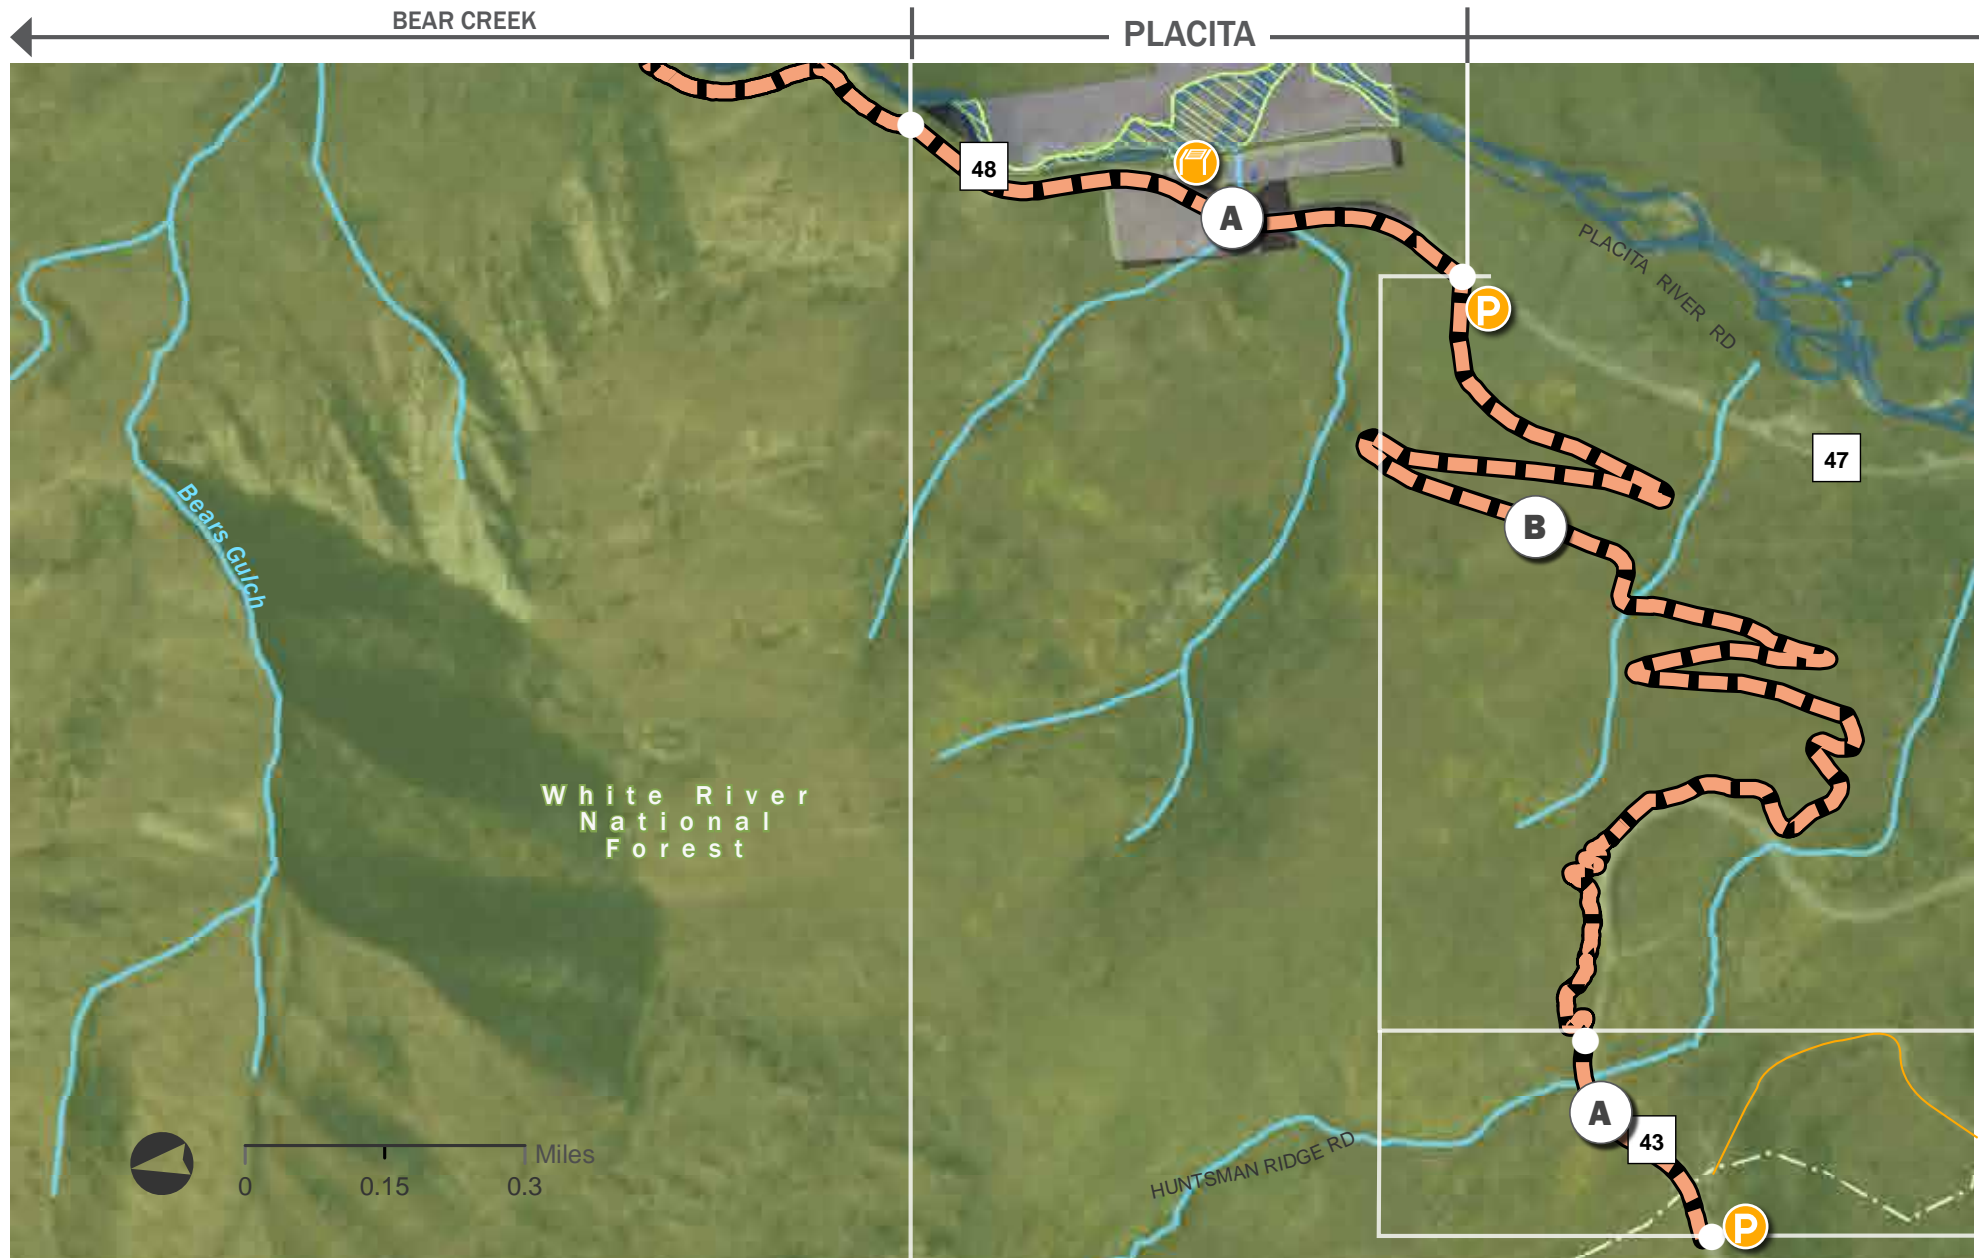 BEAR CREEK
PLACITA
48
A
P
PLACITA RIVER RD
47
B
Bears Gulch
White River
National
Forest
A
43
HUNTSMAN RIDGE RD
P
Miles
0 0.15 0.3